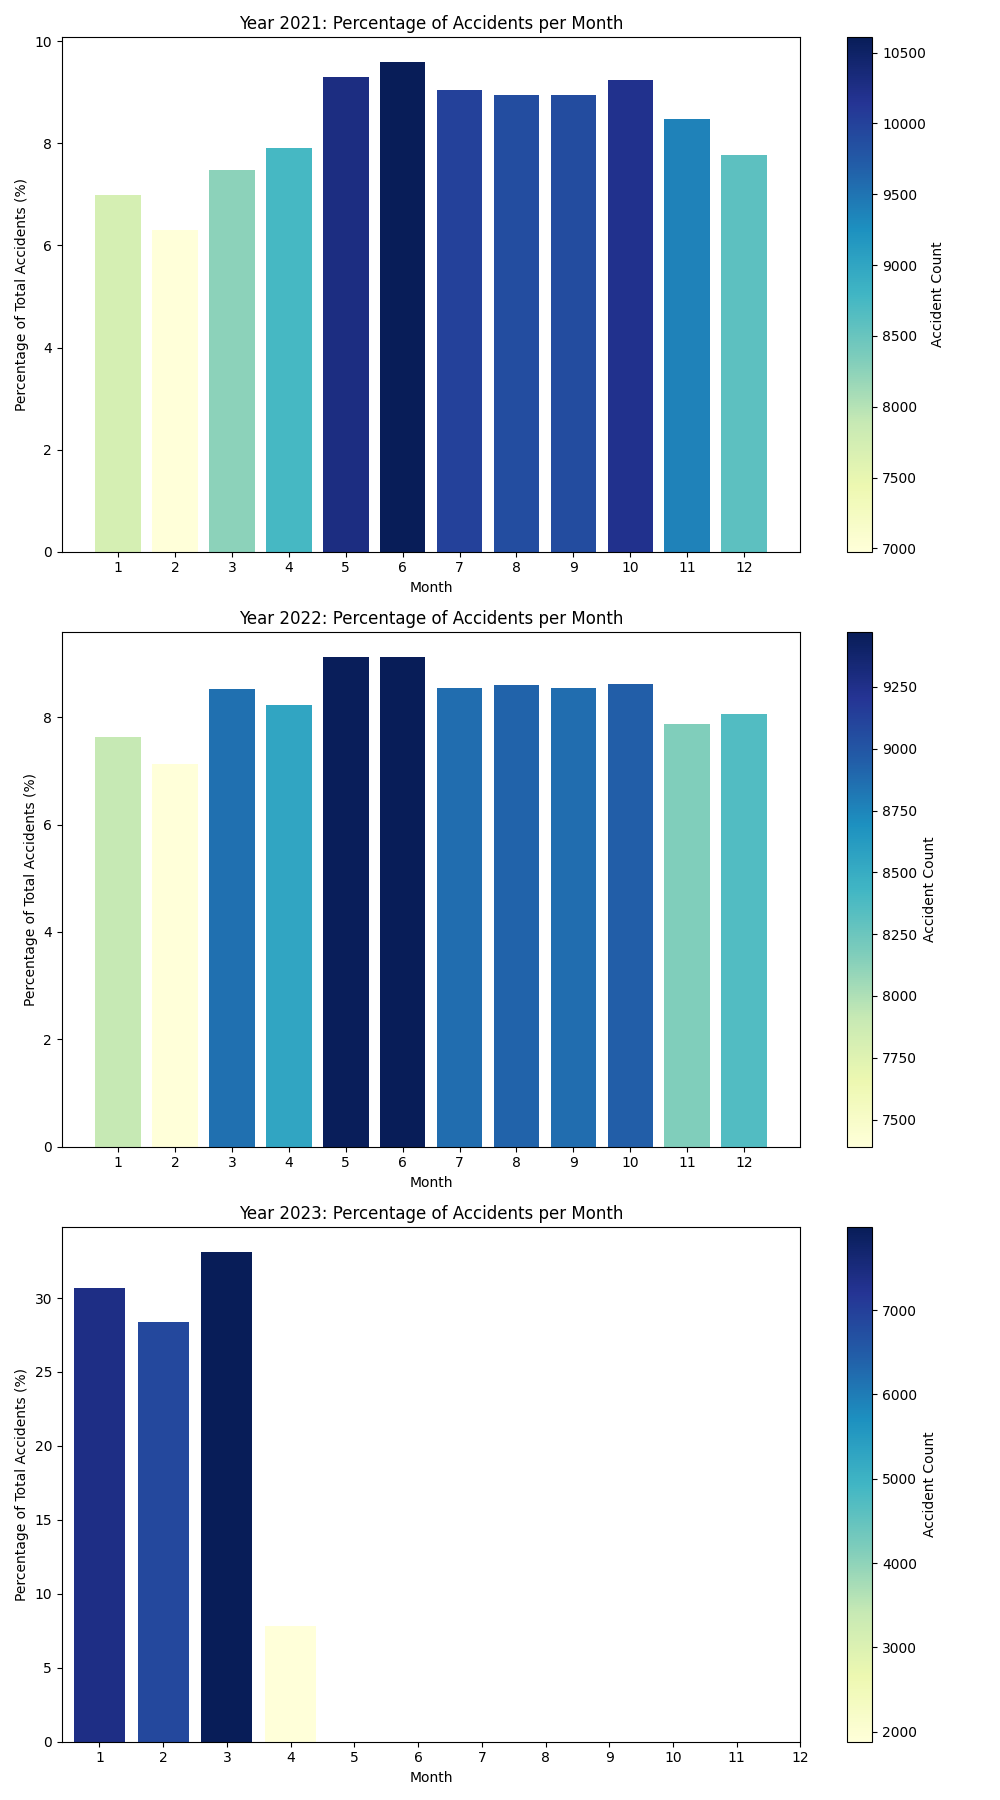 Year 2021: Percentage of Accidents per Month
Percentage of Total Accidents (%)
10
8
6
4
2
0
1 2 3 4 5 6 7 8 9 10 11 12
Month
10500
10000
9500
9000
8500
8000
7500
7000
Accident Count
Year 2022: Percentage of Accidents per Month
Percentage of Total Accidents (%)
8
6
4
2
0
1 2 3 4 5 6 7 8 9 10 11 12
Month
9250
9000
8750
8500
8250
8000
7750
7500
Accident Count
Year 2023: Percentage of Accidents per Month
Percentage of Total Accidents (%)
30
25
20
15
10
5
0
1 2 3 4 5 6 7 8 9 10 11 12
Month
7000
6000
5000
4000
3000
2000
Accident Count